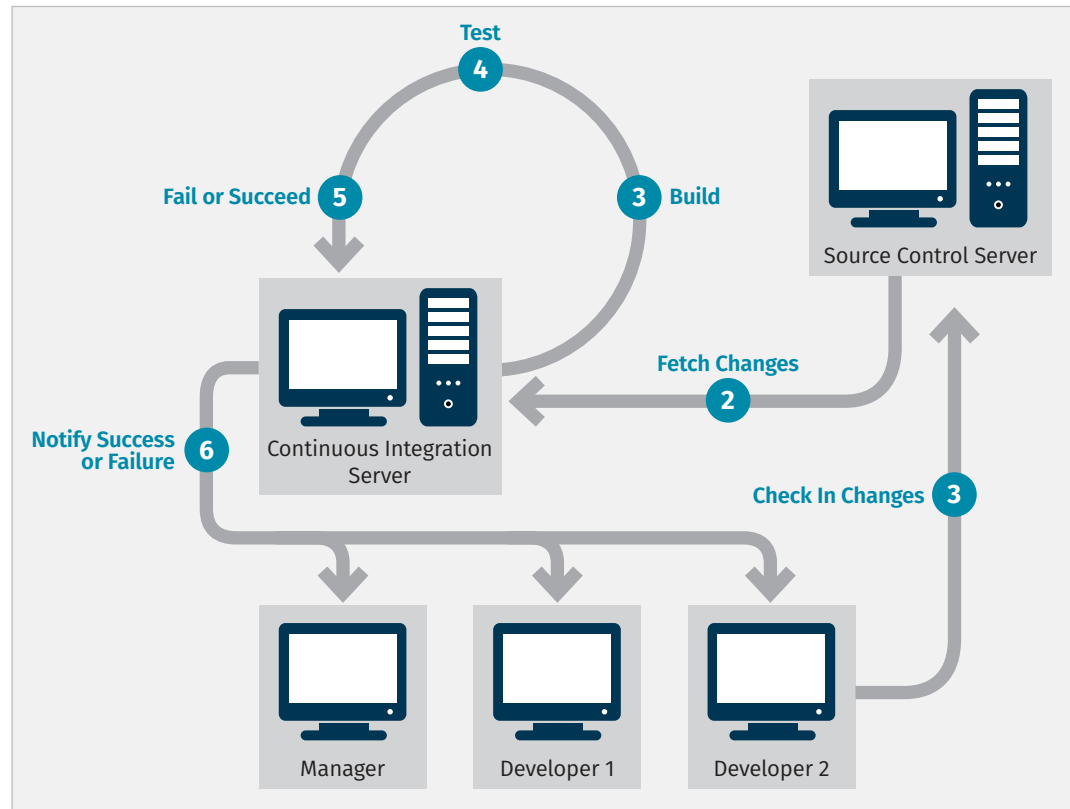 Test
4
Fail or Succeed 5
3 Build
Source Control Server
Fetch Changes
2
Notify Success
or Failure
6
Continuous Integration
Server
Check In Changes 3
Manager
Developer 1
Developer 2